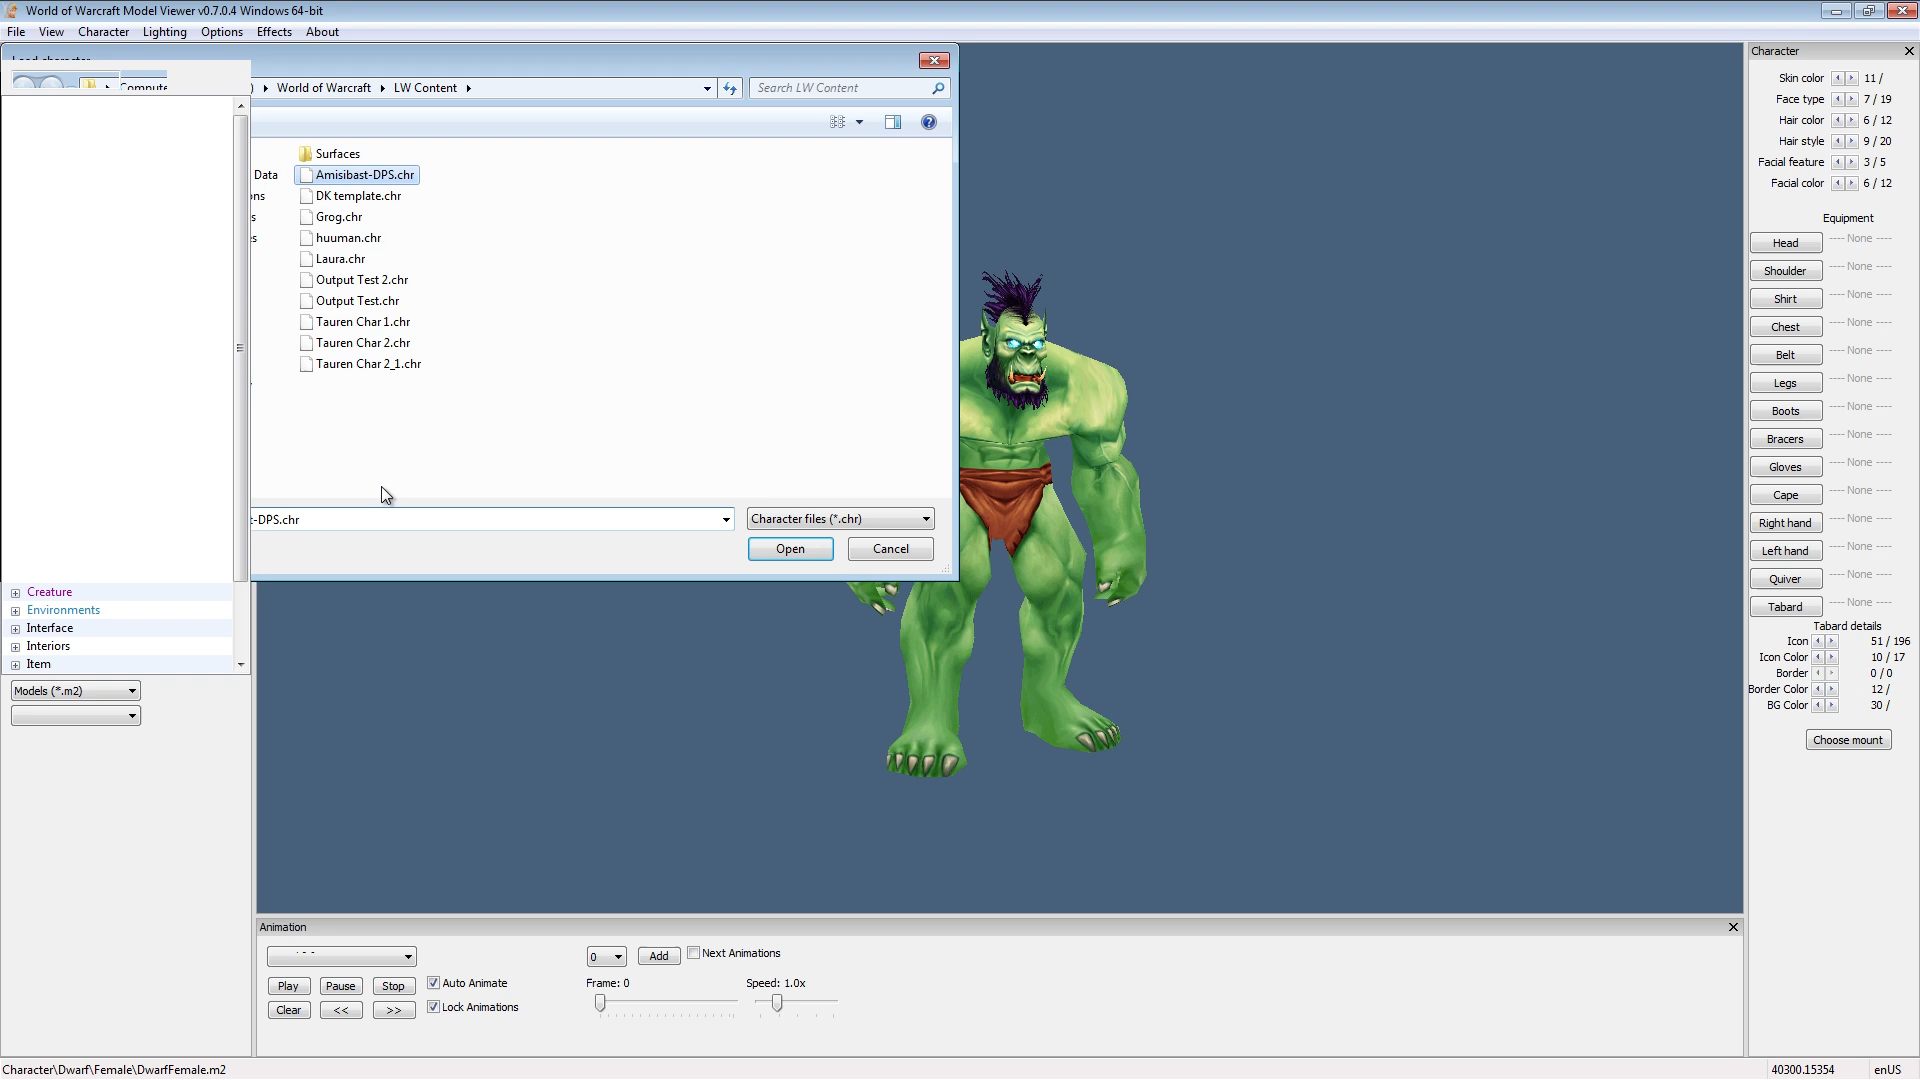 World of Warcraft Model Viewer v0.7.0.4 Windows 64-bit
File View Character Lighting Options Effects About
World of Warcraft LW Content
Search LW Content
Surfaces
Data
Amisibast-DPS.chr
DK template.chr
Grog.chr
huuman.chr
Laura.chr
Output Test 2.chr
Output Test.chr
Tauren Char 1.chr
Tauren Char 2.chr
Tauren Char 2_1.chr
-DPS.chr
Character files (*.chr)
Open Cancel
Creature
Environments
Interface
Interiors
Item
Models (*.m2)
Character
Skin color 11 /
Face type 7 / 19
Hair color 6 / 12
Hair style 9 / 20
Facial feature 3 / 5
Facial color 6 / 12
Equipment
Head ---- None ----
Shoulder ---- None ----
Shirt ---- None ----
Chest ---- None ----
Belt ---- None ----
Legs ---- None ----
Boots ---- None ----
Bracers ---- None ----
Gloves ---- None ----
Cape ---- None ----
Right hand ---- None ----
Left hand ---- None ----
Quiver ---- None ----
Tabard ---- None ----
Tabard details
Icon 51 / 196
Icon Color 10 / 17
Border 0 / 0
Border Color 12 /
BG Color 30 /
Choose mount
Animation
0 Add Next Animations
Play Pause Stop Auto Animate Frame: 0 Speed: 1.0x
Clear << >> Lock Animations
Character\Dwarf\Female\DwarfFemale.m2 40300.15354 enUS